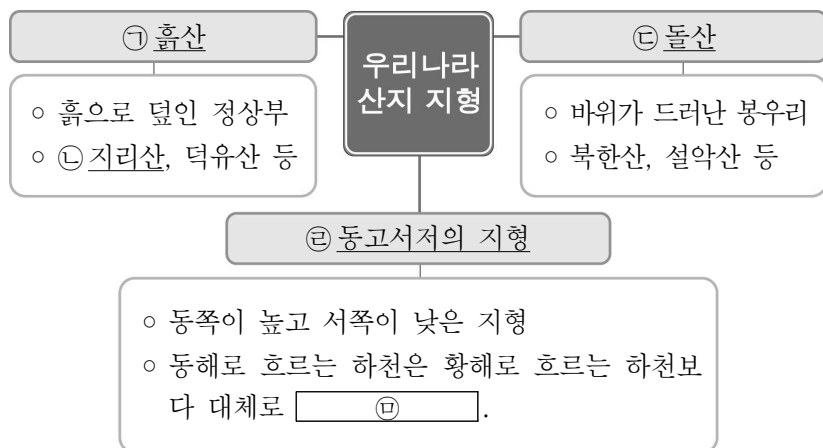 ㉠ 흙산
우리나라
산지 지형
㉢ 돌산
○ 흙으로 덮인 정상부
○ ㉡ 지리산, 덕유산 등
○ 바위가 드러난 봉우리
○ 북한산, 설악산 등
㉣ 동고서저의 지형
○ 동쪽이 높고 서쪽이 낮은 지형
○ 동해로 흐르는 하천은 황해로 흐르는 하천보
다 대체로 ㉤ .